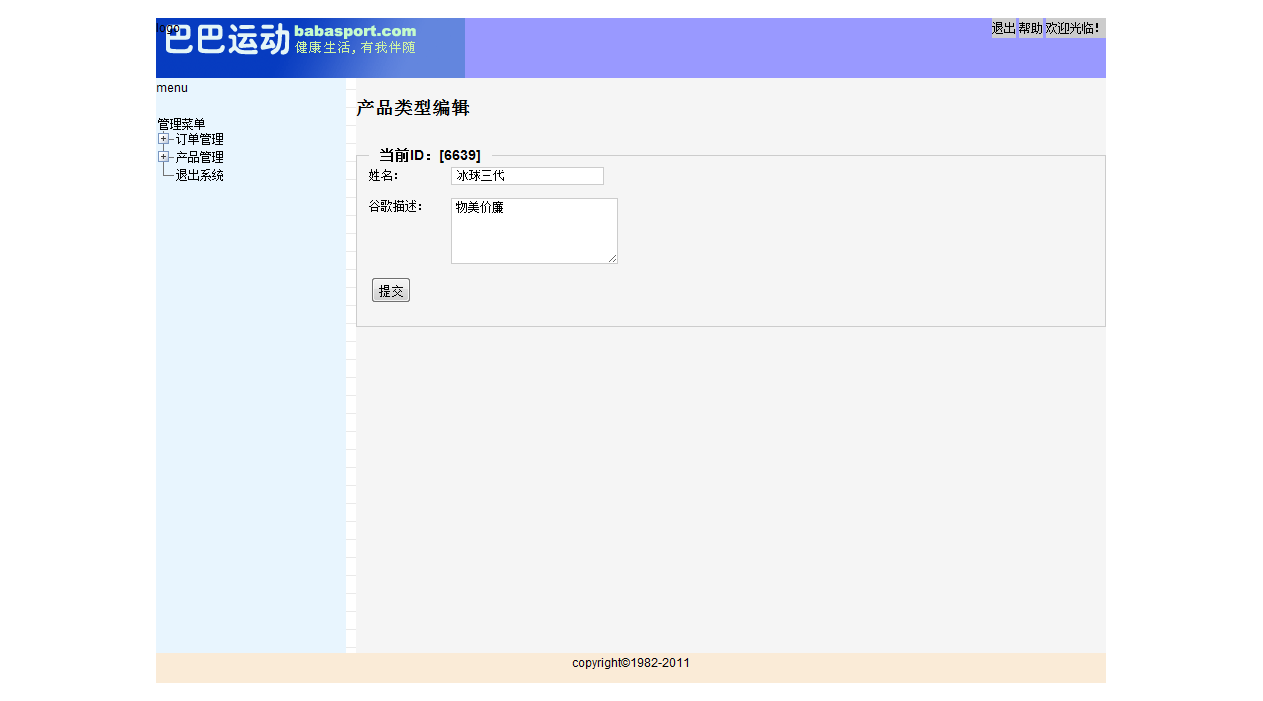 logo
巴巴运动 babasport.com
健康生活,有我伴随
退出 帮助 欢迎光临!
menu
管理菜单
订单管理
产品管理
退出系统
产品类型编辑
当前ID：[6639]
姓名： 冰球三代
谷歌描述： 物美价廉
提交
copyright©1982-2011